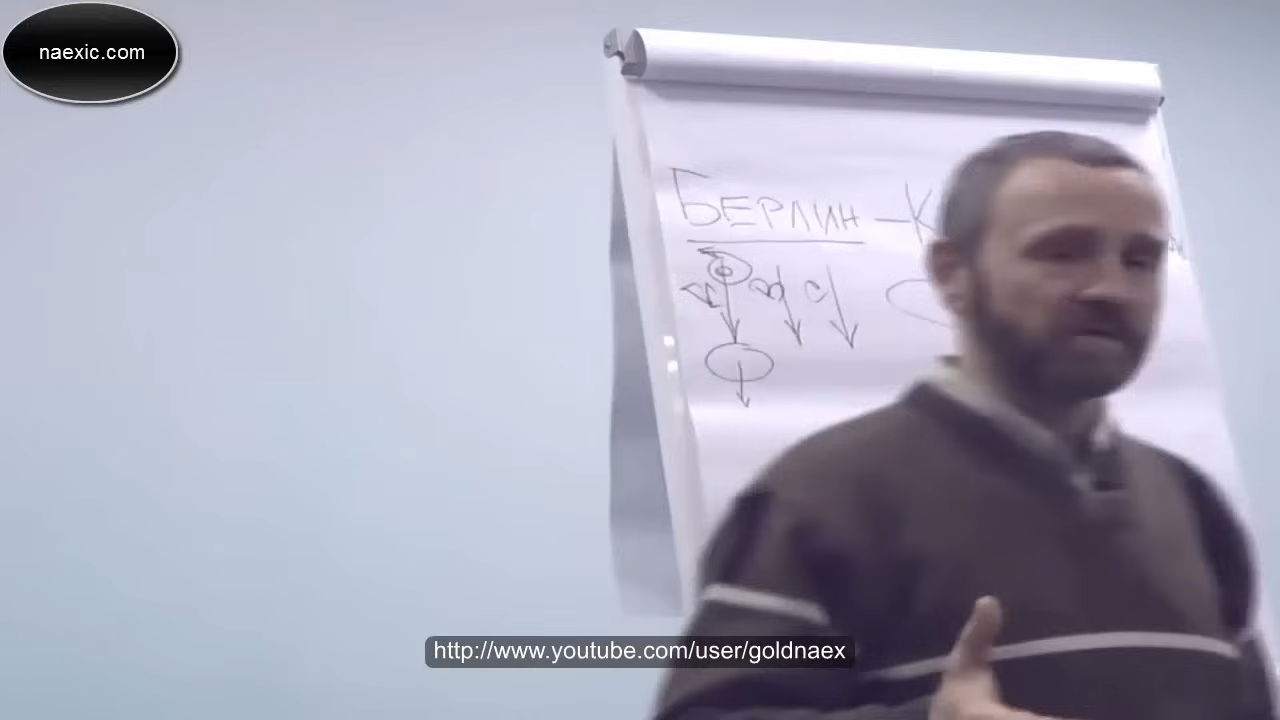 naexic.com
БЕРЛИН – К
A B C
http://www.youtube.com/user/goldnaex